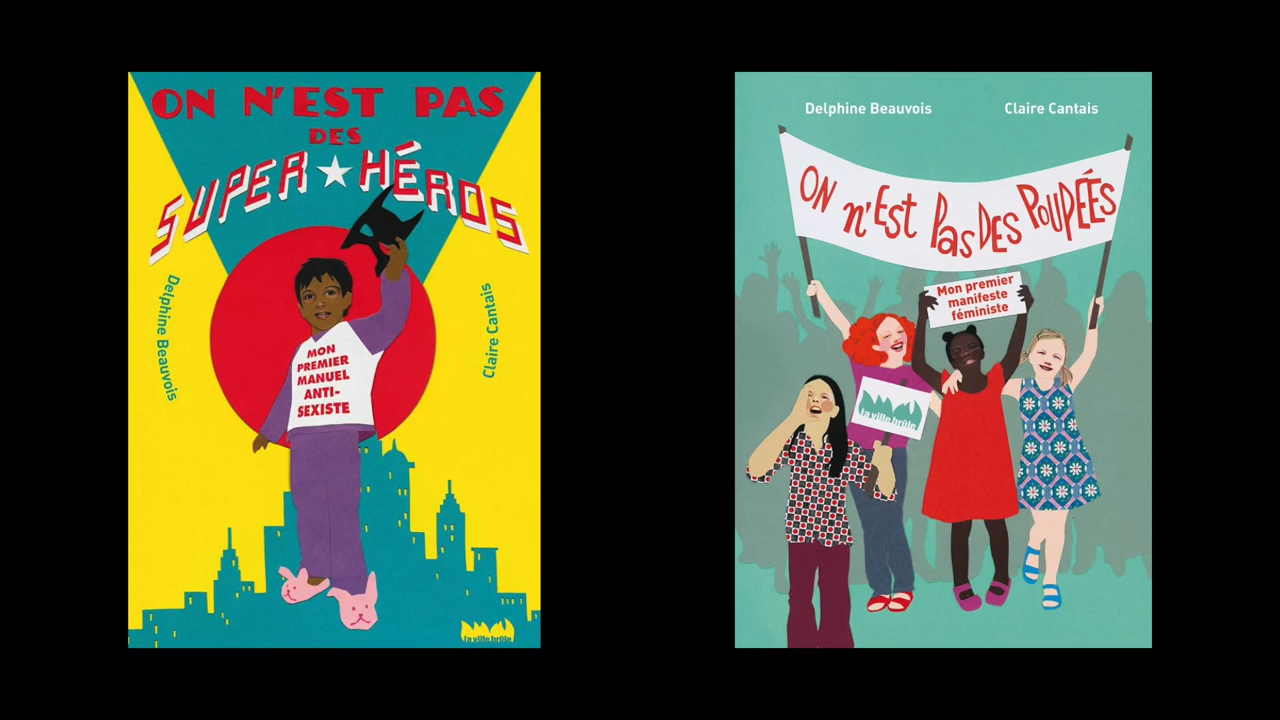 ON N'EST PAS
DES
SUPER★HÉROS
Delphine Beauvois
Claire Cantais
MON
PREMIER
MANUEL
ANTI-
SEXISTE
la ville brûle
Delphine Beauvois
Claire Cantais
ON n'Est Pas DEs PoUPÉEs
Mon premier
manifeste
féministe
la ville brûle